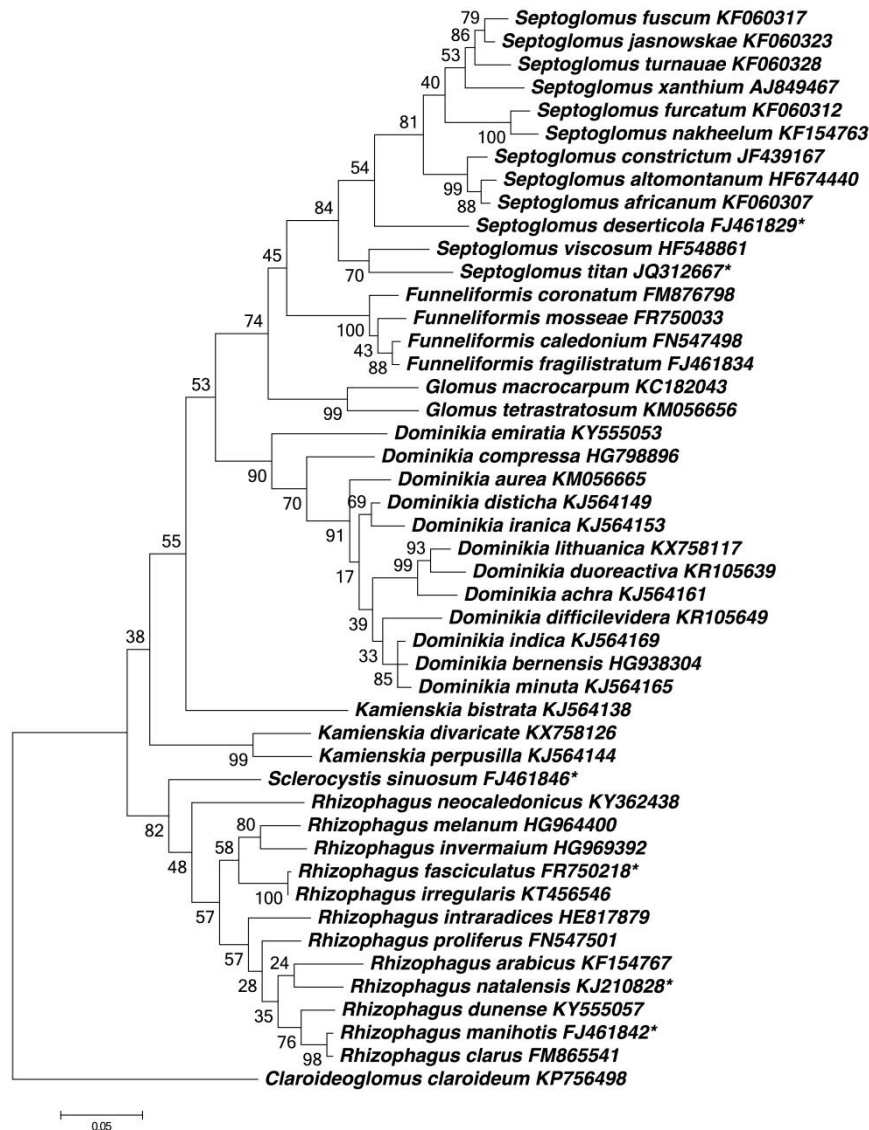 79
Septoglomus fuscum KF060317
86
Septoglomus jasnowskae KF060323
53
Septoglomus turnauae KF060328
40
Septoglomus xanthium AJ849467
81
Septoglomus furcatum KF060312
100
Septoglomus nakheelum KF154763
54
Septoglomus constrictum JF439167
99
Septoglomus altomontanum HF674440
88
Septoglomus africanum KF060307
84
Septoglomus deserticola FJ461829*
45
Septoglomus viscosum HF548861
70
Septoglomus titan JQ312667*
Funneliformis coronatum FM876798
74
100
Funneliformis mosseae FR750033
43
Funneliformis caledonium FN547498
88
Funneliformis fragilistratum FJ461834
53
Glomus macrocarpum KC182043
99
Glomus tetrastratosum KM056656
Dominikia emiratia KY555053
90
Dominikia compressa HG798896
70
Dominikia aurea KM056665
69
Dominikia disticha KJ564149
91
Dominikia iranica KJ564153
55
93
Dominikia lithuanica KX758117
99
Dominikia duoreactiva KR105639
17
Dominikia achra KJ564161
39
Dominikia difficilevidera KR105649
38
Dominikia indica KJ564169
33
Dominikia bernensis HG938304
85
Dominikia minuta KJ564165
Kamienskia bistrata KJ564138
Kamienskia divaricate KX758126
99
Kamienskia perpusilla KJ564144
Sclerocystis sinuosum FJ461846*
82
Rhizophagus neocaledonicus KY362438
80
Rhizophagus melanum HG964400
48
58
Rhizophagus invermaium HG969392
Rhizophagus fasciculatus FR750218*
100
Rhizophagus irregularis KT456546
57
Rhizophagus intraradices HE817879
57
Rhizophagus proliferus FN547501
24
Rhizophagus arabicus KF154767
28
Rhizophagus natalensis KJ210828*
35
Rhizophagus dunense KY555057
76
Rhizophagus manihotis FJ461842*
98
Rhizophagus clarus FM865541
Claroideoglomus claroideum KP756498
0.05